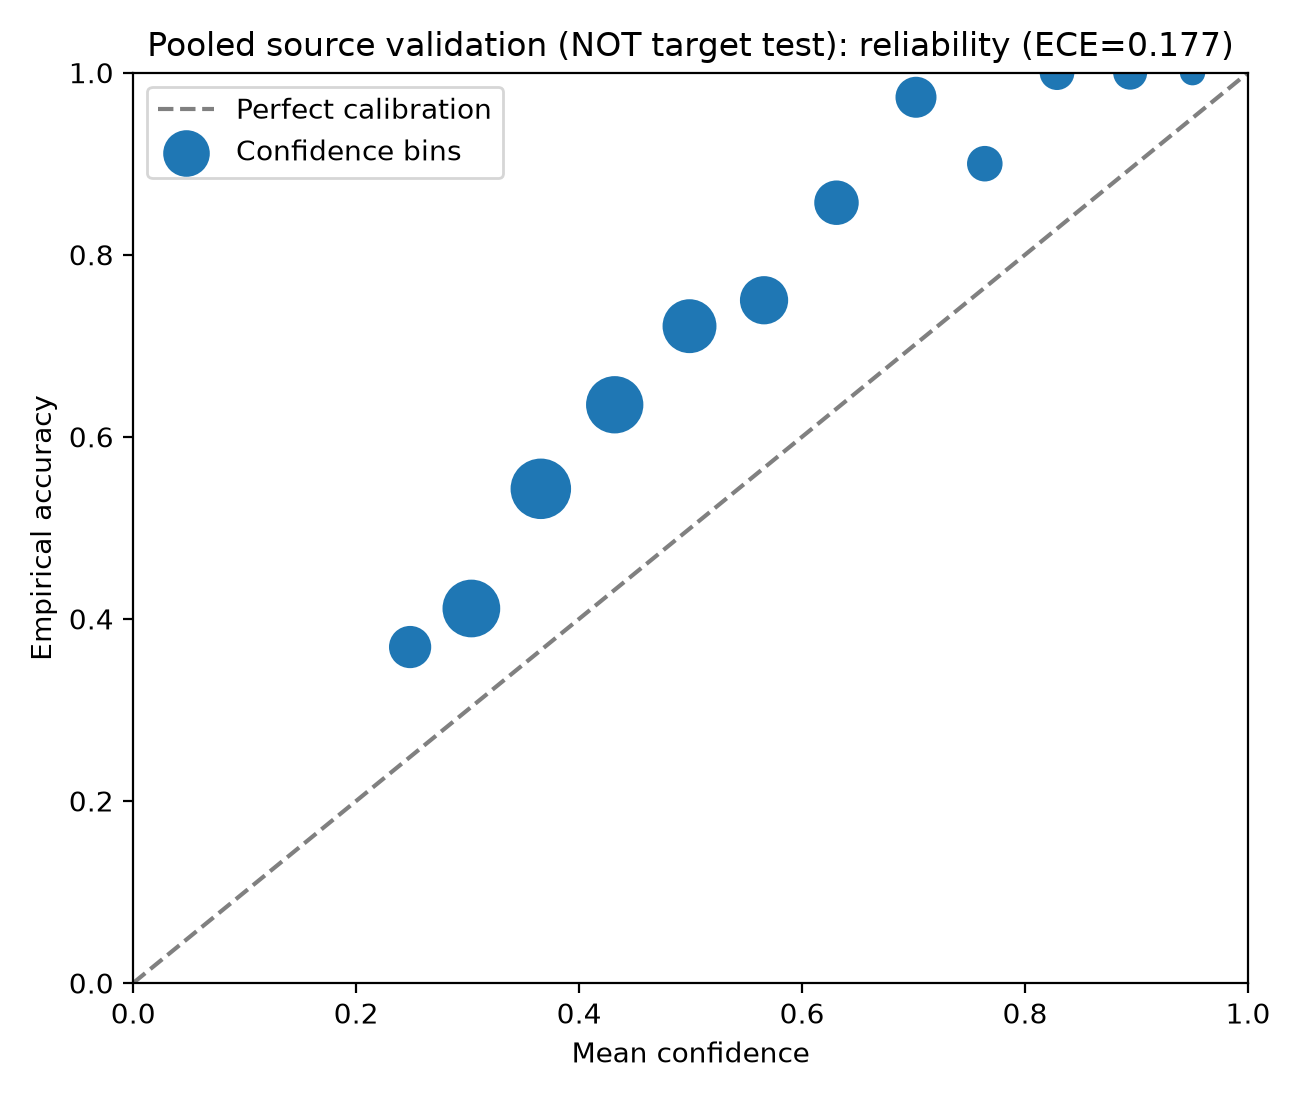 Pooled source validation (NOT target test): reliability (ECE=0.177)
Perfect calibration
Confidence bins
Empirical accuracy
1.0
0.8
0.6
0.4
0.2
0.0
0.0 0.2 0.4 0.6 0.8 1.0
Mean confidence